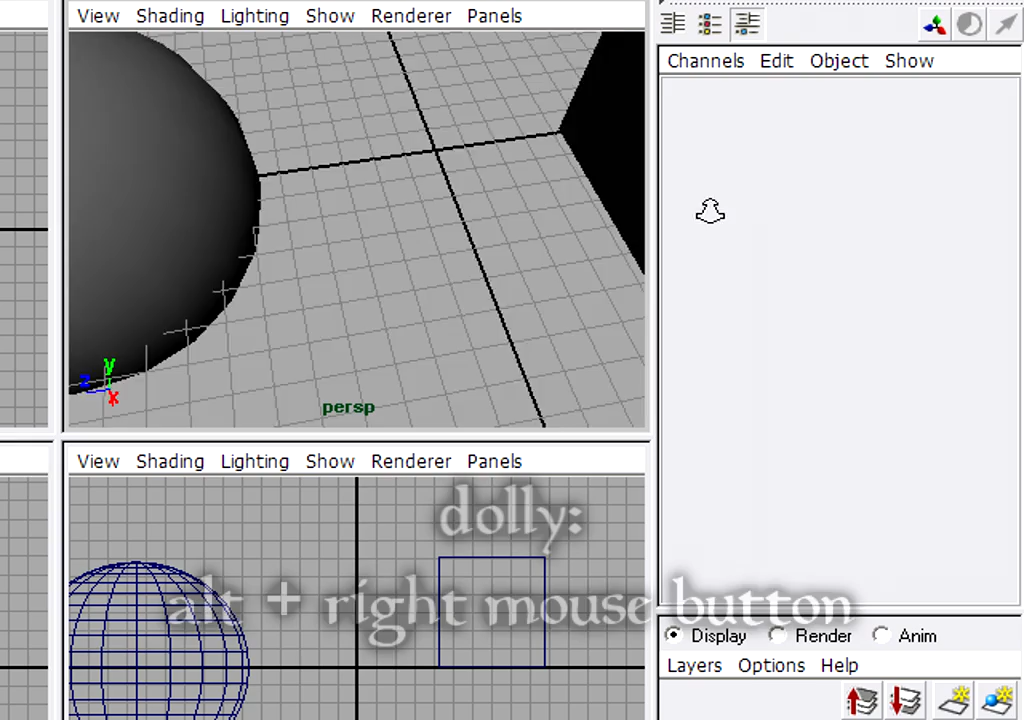 View Shading Lighting Show Renderer Panels
Channels Edit Object Show
y
z
x
persp
View Shading Lighting Show Renderer Panels
dolly:
alt + right mouse button
Display Render Anim
Layers Options Help